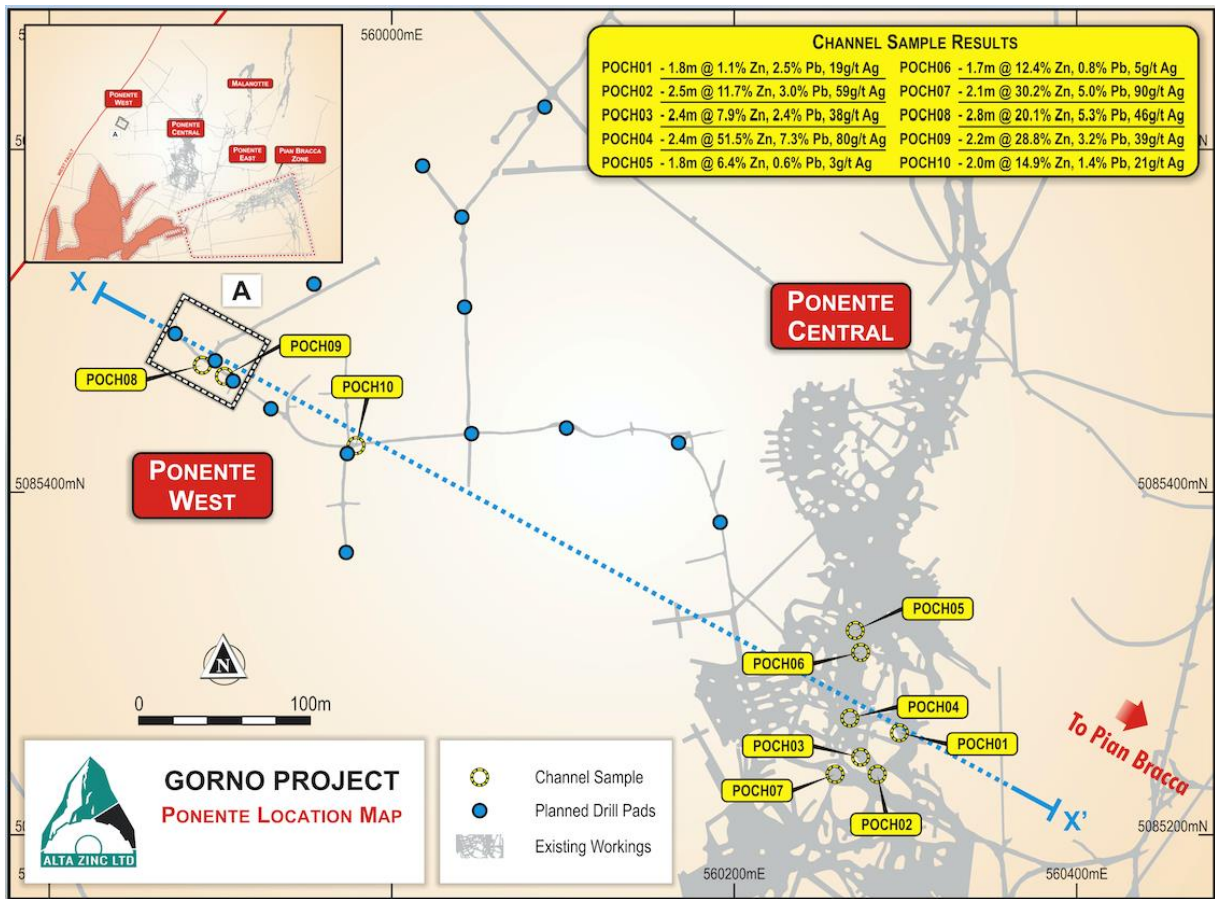 560000mE
CHANNEL SAMPLE RESULTS
POCH01 - 1.8m @ 1.1% Zn, 2.5% Pb, 19g/t Ag
POCH02 - 2.5m @ 11.7% Zn, 3.0% Pb, 59g/t Ag
POCH03 - 2.4m @ 7.9% Zn, 2.4% Pb, 38g/t Ag
POCH04 - 2.4m @ 51.5% Zn, 7.3% Pb, 80g/t Ag
POCH05 - 1.8m @ 6.4% Zn, 0.6% Pb, 3g/t Ag
POCH06 - 1.7m @ 12.4% Zn, 0.8% Pb, 5g/t Ag
POCH07 - 2.1m @ 30.2% Zn, 5.0% Pb, 90g/t Ag
POCH08 - 2.8m @ 20.1% Zn, 5.3% Pb, 46g/t Ag
POCH09 - 2.2m @ 28.8% Zn, 3.2% Pb, 39g/t Ag
POCH10 - 2.0m @ 14.9% Zn, 1.4% Pb, 21g/t Ag
MALANOTTE
PONENTE
WEST
A
PONENTE
CENTRAL
PONENTE
EAST
PIAN BRACCA
ZONE
WEST FAULT
X
A
PONENTE
CENTRAL
POCH09
POCH08
POCH10
PONENTE
WEST
5085400mN
5085400mN
POCH05
POCH06
POCH04
POCH03
POCH01
POCH07
POCH02
To Pian Bracca
X'
N
0
100m
5085200mN
560200mE
560400mE
GORNO PROJECT
PONENTE LOCATION MAP
ALTA ZINC LTD
Channel Sample
Planned Drill Pads
Existing Workings